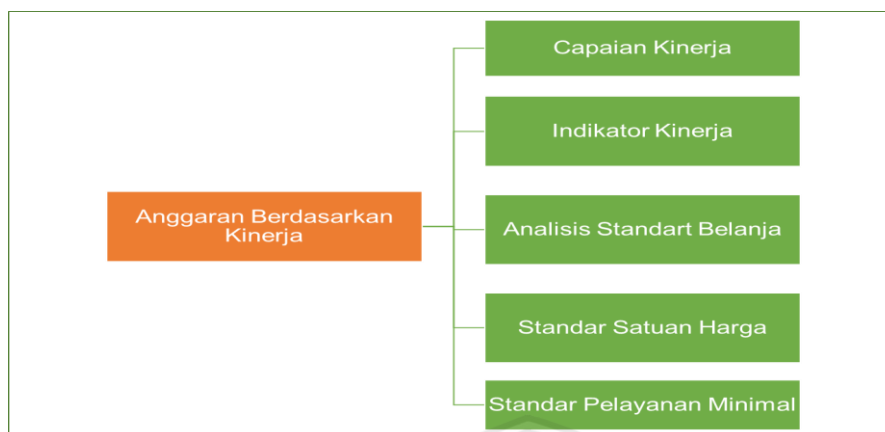 Capaian Kinerja
Indikator Kinerja
Anggaran Berdasarkan
Kinerja
Analisis Standart Belanja
Standar Satuan Harga
Standar Pelayanan Minimal